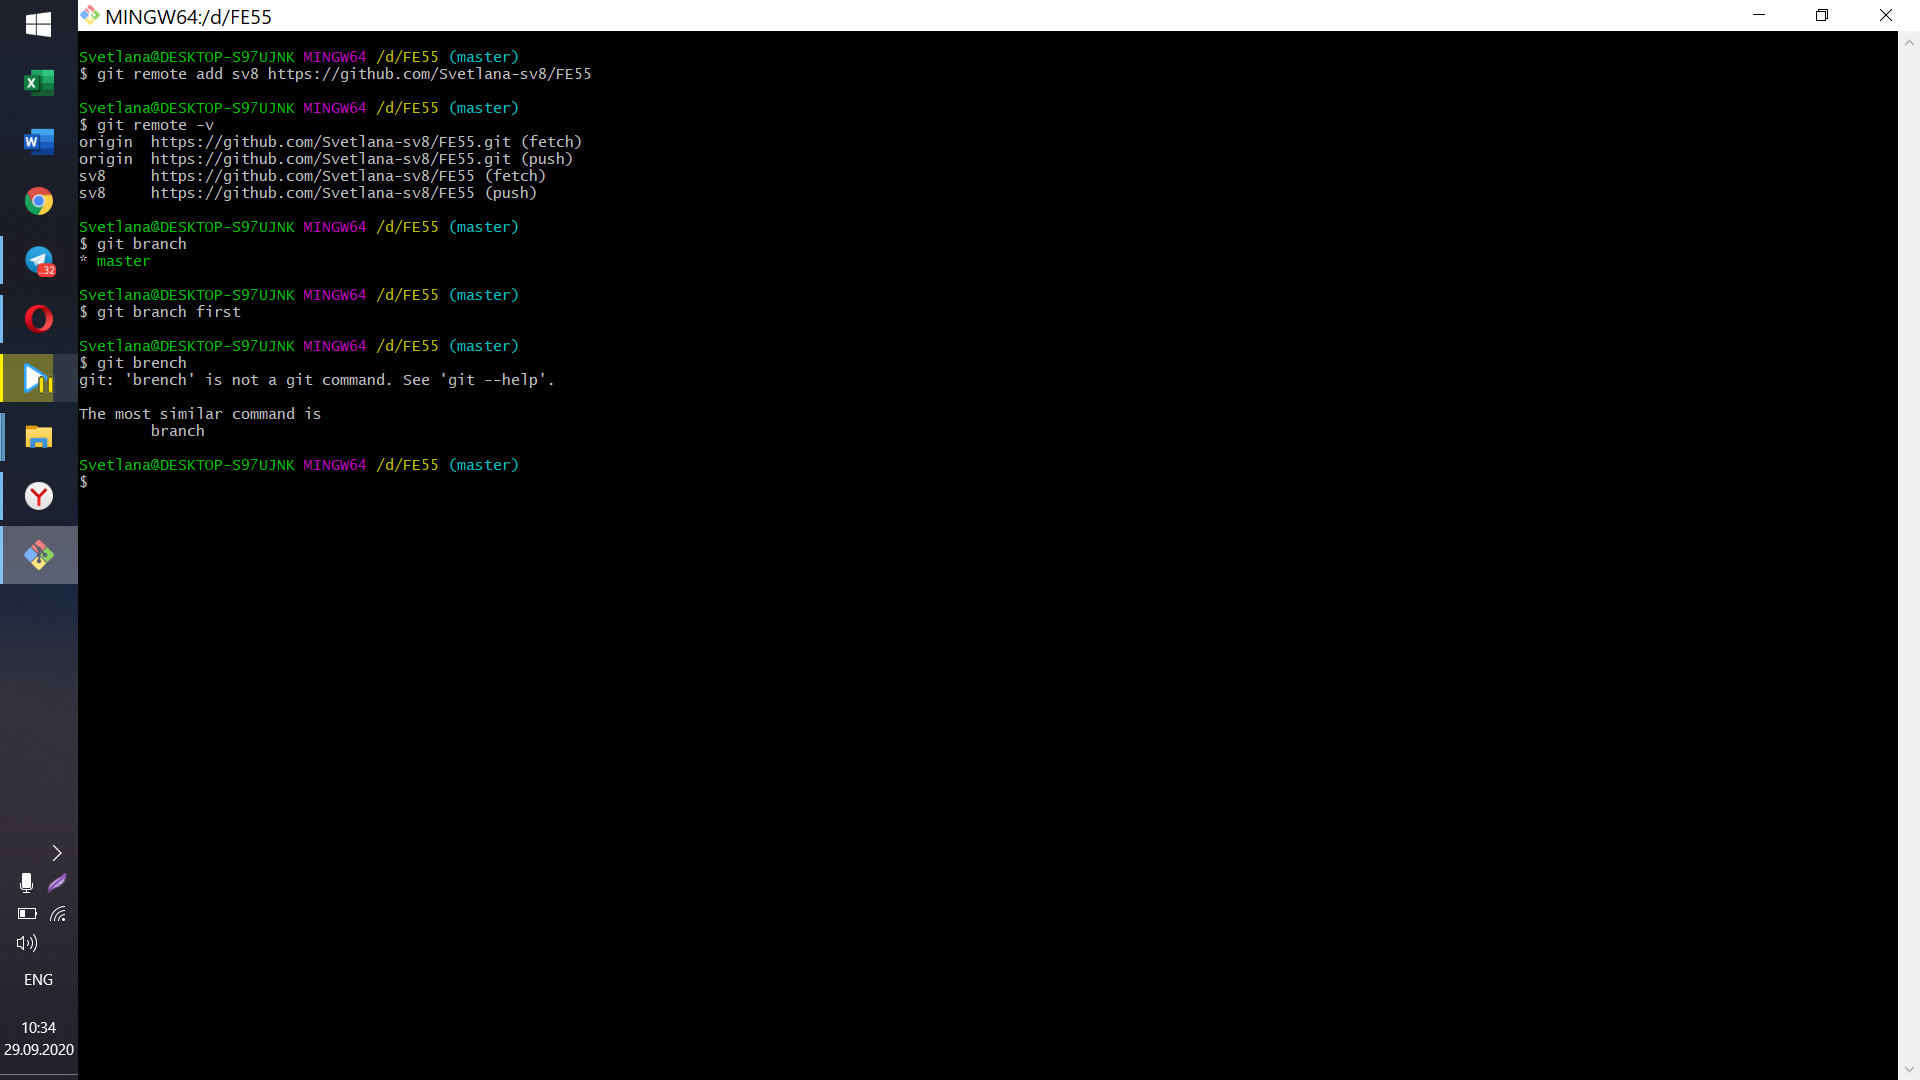 MINGW64:/d/FE55
Svetlana@DESKTOP-S97UJNK MINGW64 /d/FE55 (master)
$ git remote add sv8 https://github.com/Svetlana-sv8/FE55
Svetlana@DESKTOP-S97UJNK MINGW64 /d/FE55 (master)
$ git remote -v
origin  https://github.com/Svetlana-sv8/FE55.git (fetch)
origin  https://github.com/Svetlana-sv8/FE55.git (push)
sv8     https://github.com/Svetlana-sv8/FE55 (fetch)
sv8     https://github.com/Svetlana-sv8/FE55 (push)
Svetlana@DESKTOP-S97UJNK MINGW64 /d/FE55 (master)
$ git branch
* master
Svetlana@DESKTOP-S97UJNK MINGW64 /d/FE55 (master)
$ git branch first
Svetlana@DESKTOP-S97UJNK MINGW64 /d/FE55 (master)
$ git brench
git: 'brench' is not a git command. See 'git --help'.
The most similar command is
        branch
Svetlana@DESKTOP-S97UJNK MINGW64 /d/FE55 (master)
$
X
W
..32
ENG
10:34
29.09.2020